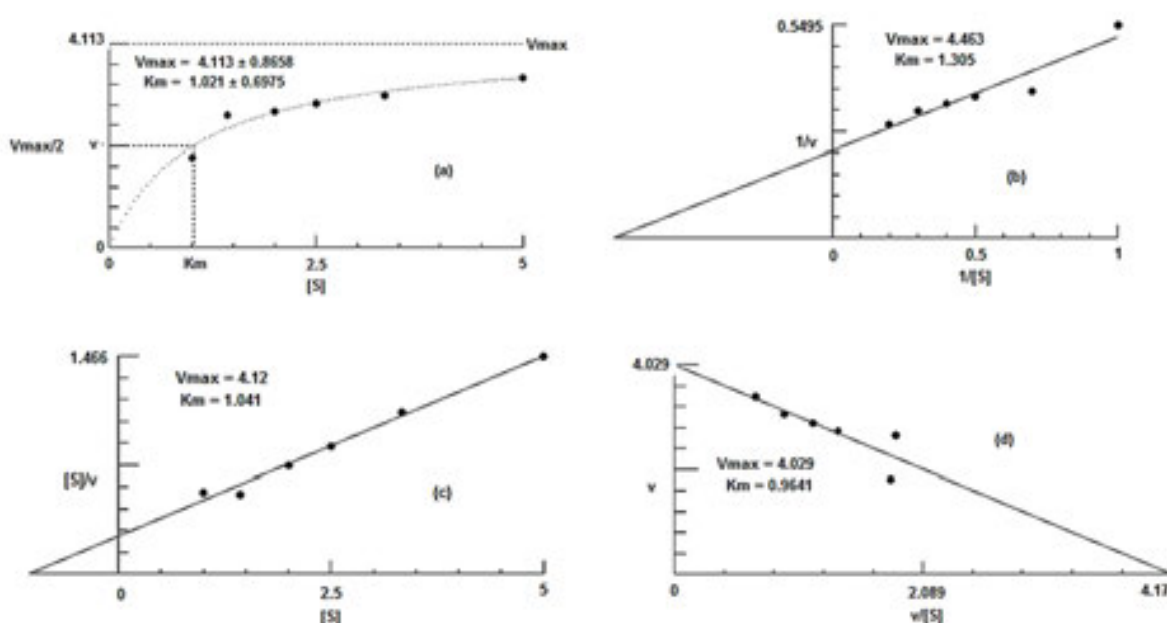 4.113
Vmax
Vmax = 4.113 ± 0.8658
Km = 1.021 ± 0.6975
Vmax/2
v
(a)
0
0
Km
2.5
5
[S]
0.5495
Vmax = 4.463
Km = 1.305
1/v
(b)
0
0.5
1
1/[S]
1.466
Vmax = 4.12
Km = 1.041
[S]/v
(c)
0
2.5
5
[S]
4.029
(d)
Vmax = 4.029
Km = 0.9641
v
0
2.089
4.17
v/[S]